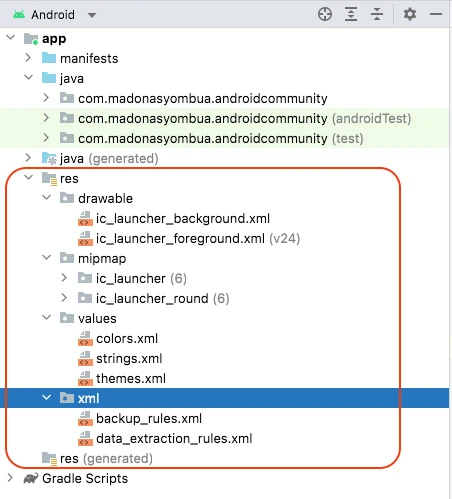 Android
app
manifests
java
com.madonasyombua.androidcommunity
com.madonasyombua.androidcommunity (androidTest)
com.madonasyombua.androidcommunity (test)
java (generated)
res
drawable
ic_launcher_background.xml
ic_launcher_foreground.xml (v24)
mipmap
ic_launcher (6)
ic_launcher_round (6)
values
colors.xml
strings.xml
themes.xml
xml
backup_rules.xml
data_extraction_rules.xml
res (generated)
Gradle Scripts